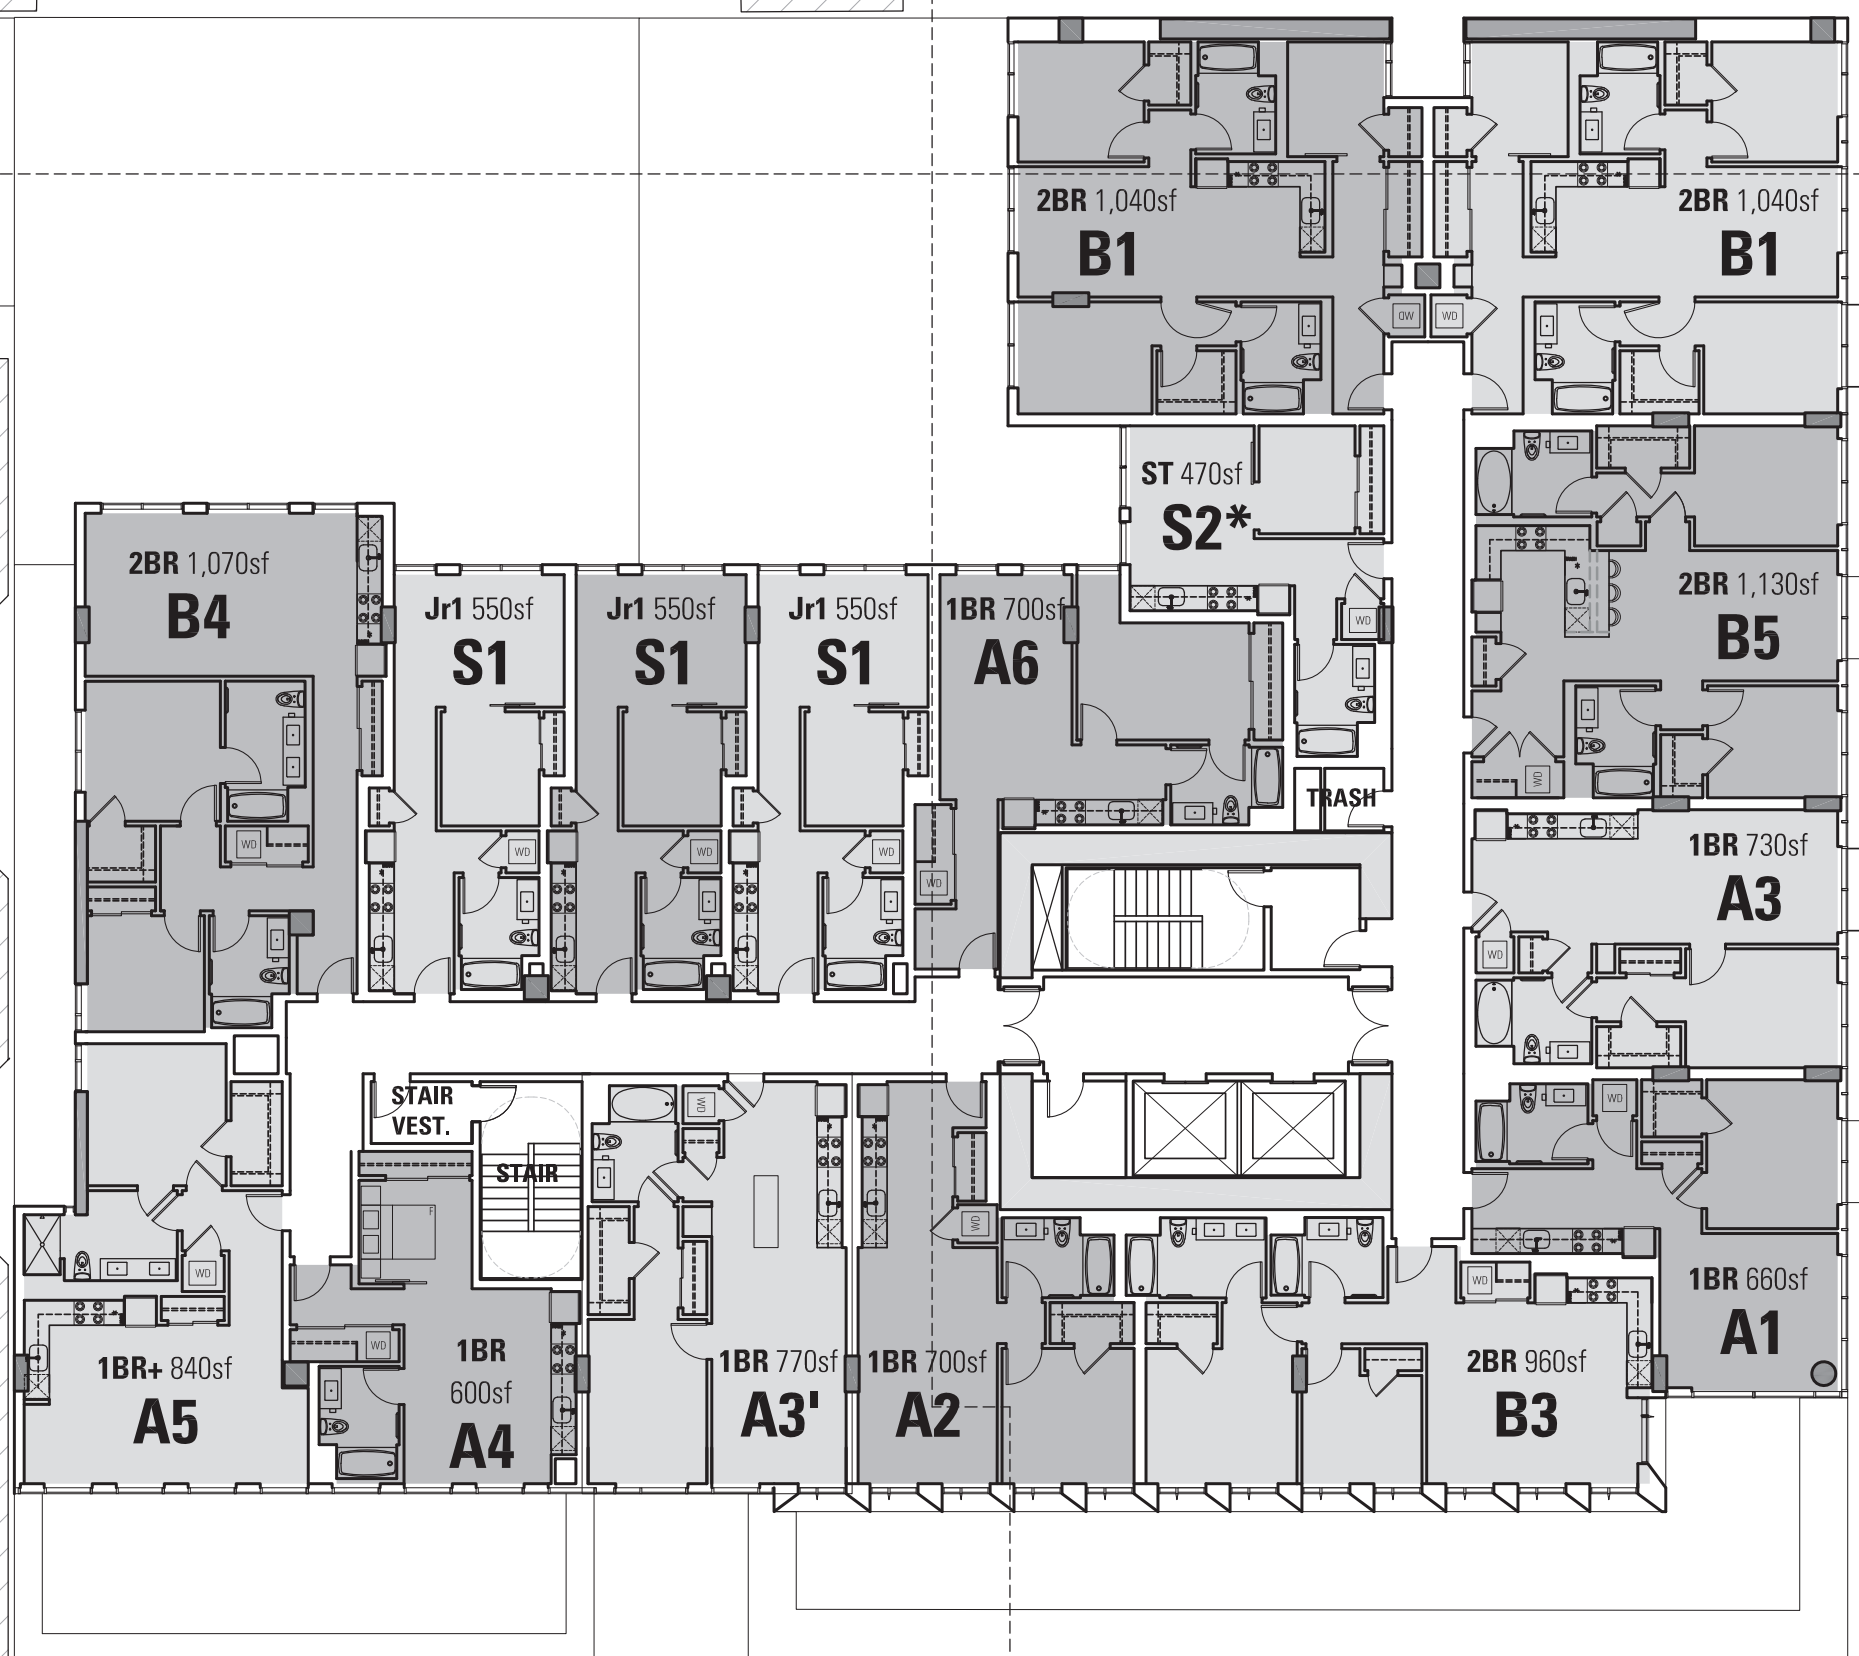 2BR 1,040sf
B1
2BR 1,040sf
B1
WD
WD
ST 470sf
S2*
WD
2BR 1,070sf
B4
Jr1 550sf
S1
Jr1 550sf
S1
Jr1 550sf
S1
1BR 700sf
A6
2BR 1,130sf
B5
WD
TRASH
WD
WD
WD
WD
WD
1BR 730sf
A3
WD
STAIR
VEST.
STAIR
WD
WD
WD
WD
1BR+ 840sf
A5
WD
1BR
600sf
A4
F
1BR 770sf
A3'
1BR 700sf
A2
WD
2BR 960sf
B3
1BR 660sf
A1